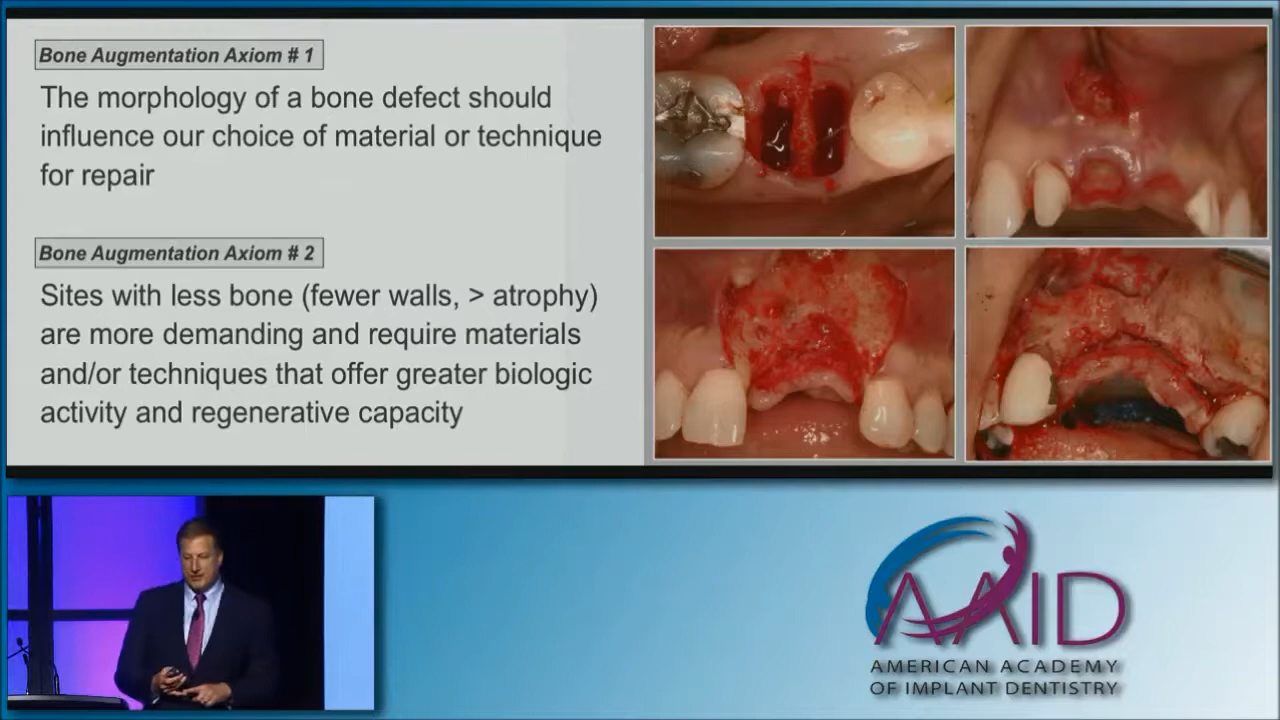 Bone Augmentation Axiom # 1
The morphology of a bone defect should
influence our choice of material or technique
for repair
Bone Augmentation Axiom # 2
Sites with less bone (fewer walls, > atrophy)
are more demanding and require materials
and/or techniques that offer greater biologic
activity and regenerative capacity
AAID
AMERICAN ACADEMY
OF IMPLANT DENTISTRY